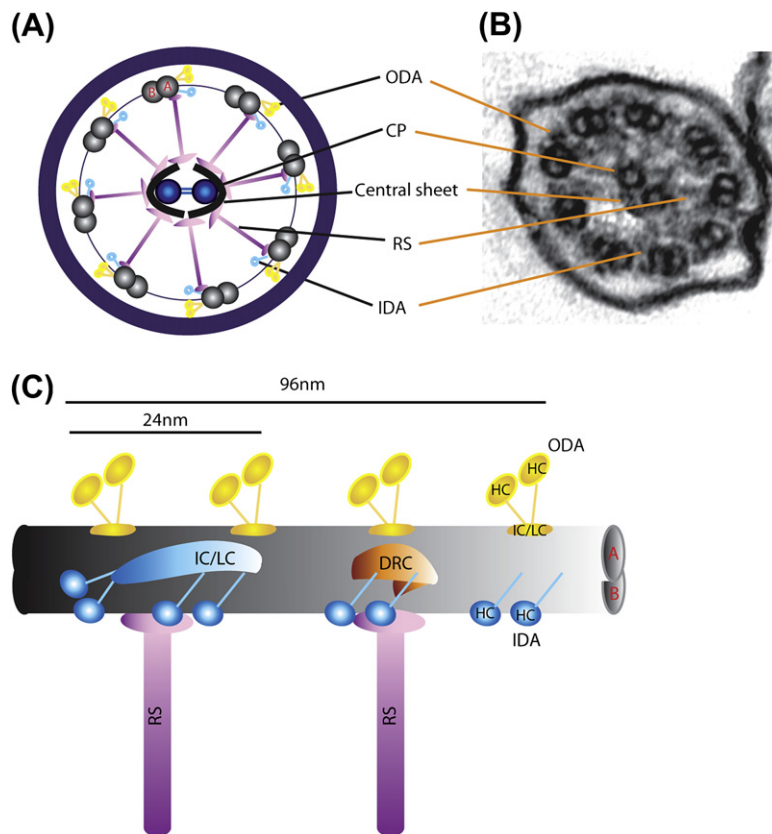 (A)
(B)
B A
ODA
CP
Central sheet
RS
IDA
(C)
96nm
24nm
ODA
HC HC
IC/LC
IC/LC
DRC
A
B
HC HC
IDA
RS RS